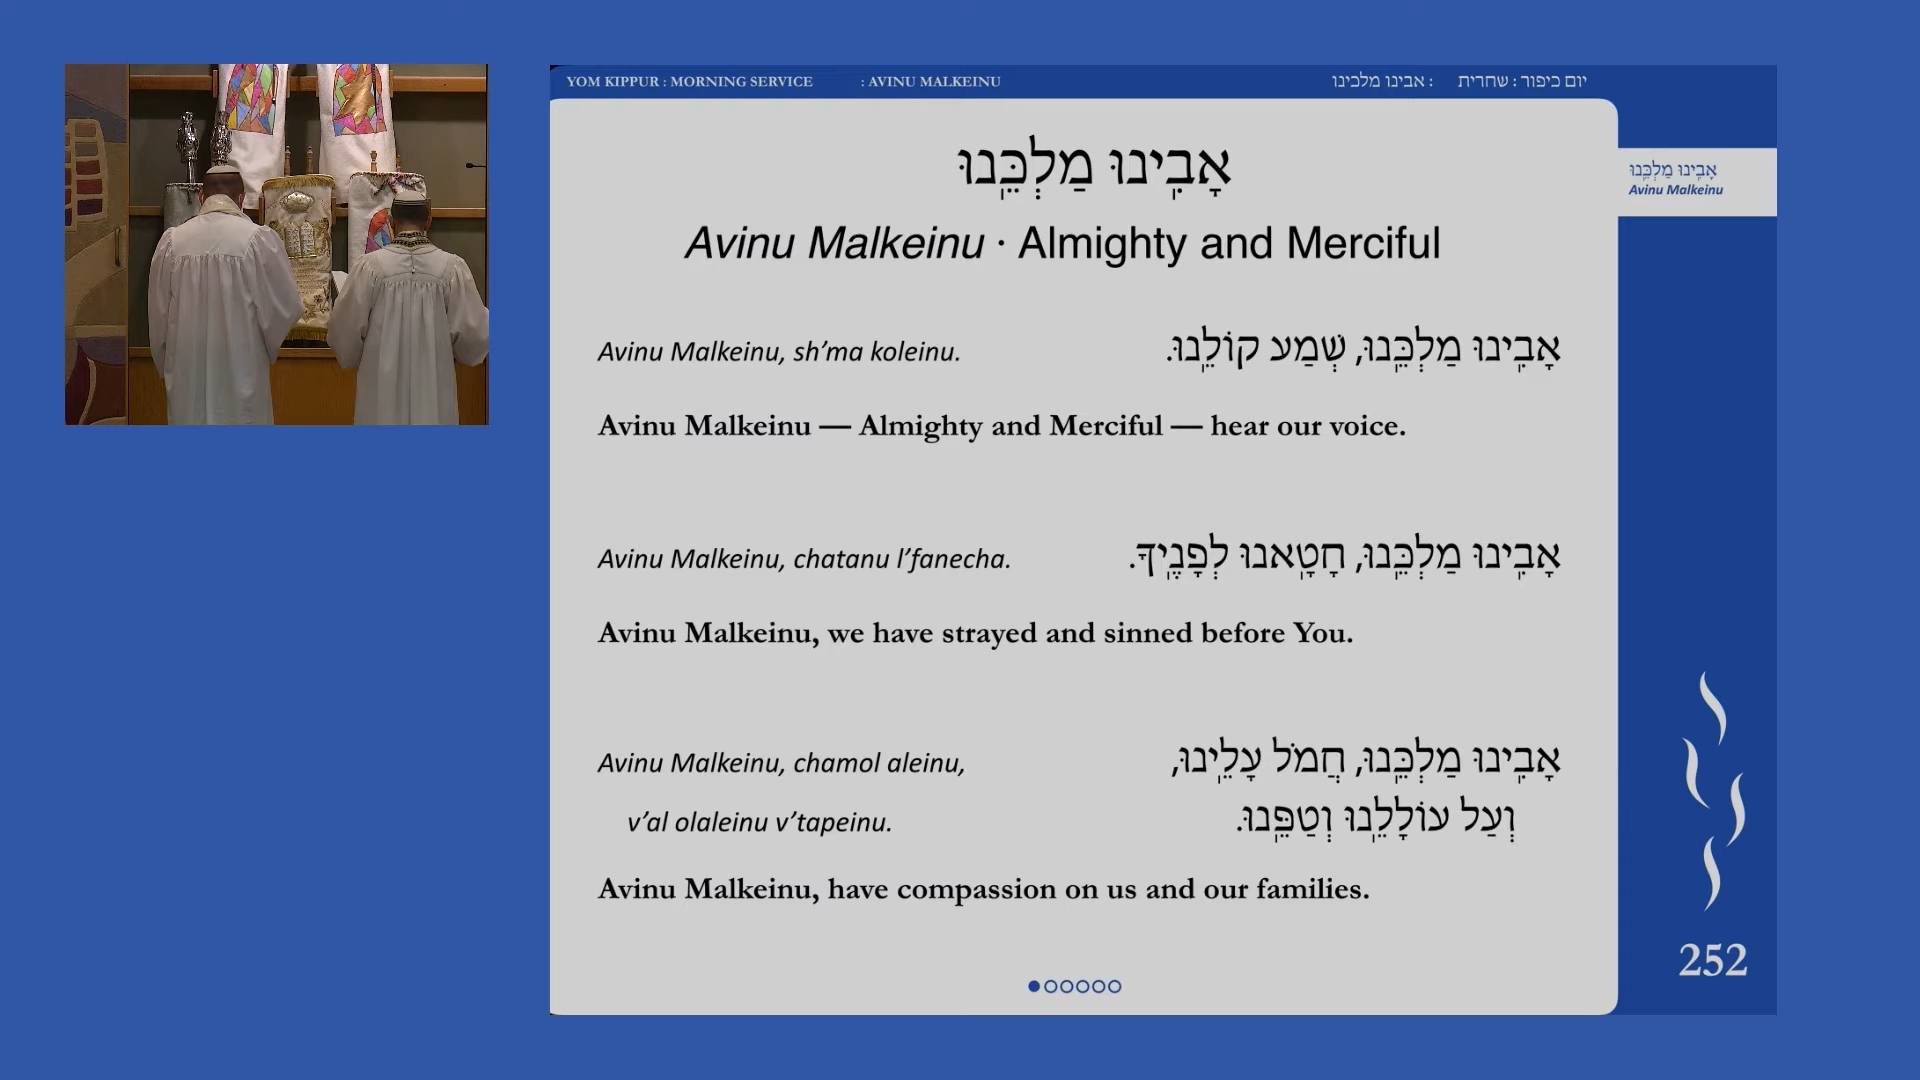 YOM KIPPUR : MORNING SERVICE : AVINU MALKEINU
יום כיפור : שחרית : אבינו מלכינו
אָבִֽינוּ מַלְכֵּֽנוּ
Avinu Malkeinu · Almighty and Merciful
אָבִֽינוּ מַלְכֵּֽנוּ
Avinu Malkeinu
Avinu Malkeinu, sh’ma koleinu.
אָבִֽינוּ מַלְכֵּֽנוּ, שְׁמַע קוֹלֵֽנוּ.
Avinu Malkeinu — Almighty and Merciful — hear our voice.
Avinu Malkeinu, chatanu l’fanecha.
אָבִֽינוּ מַלְכֵּֽנוּ, חָטָֽאנוּ לְפָנֶֽיךָ.
Avinu Malkeinu, we have strayed and sinned before You.
Avinu Malkeinu, chamol aleinu,
v’al olaleinu v’tapeinu.
אָבִֽינוּ מַלְכֵּֽנוּ, חֲמֹל עָלֵֽינוּ,
וְעַל עוֹלָלֵֽנוּ וְטַפֵּֽנוּ.
Avinu Malkeinu, have compassion on us and our families.
252